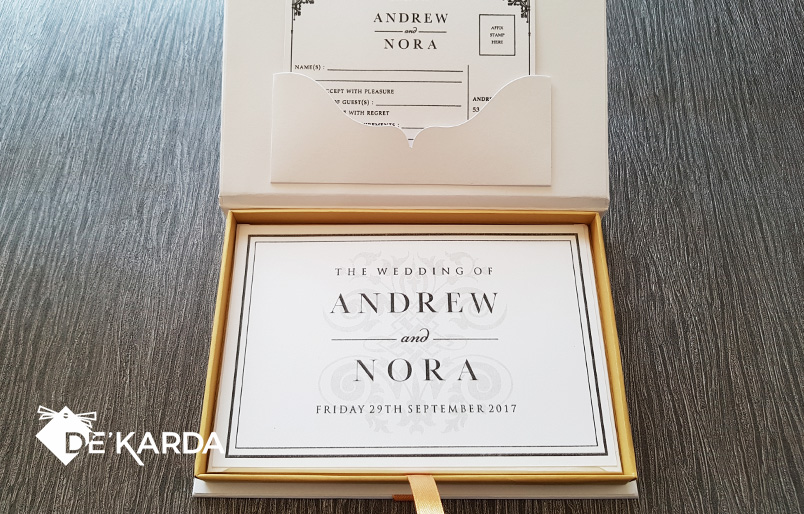 ANDREW
and
NORA
AFFIX
STAMP
HERE
NAME(S) :
ACCEPT WITH PLEASURE
OF GUEST(S) :
WITH REGRET
ANDRE
53
THE WEDDING OF
ANDREW
and
NORA
FRIDAY 29TH SEPTEMBER 2017
DE'KARDA